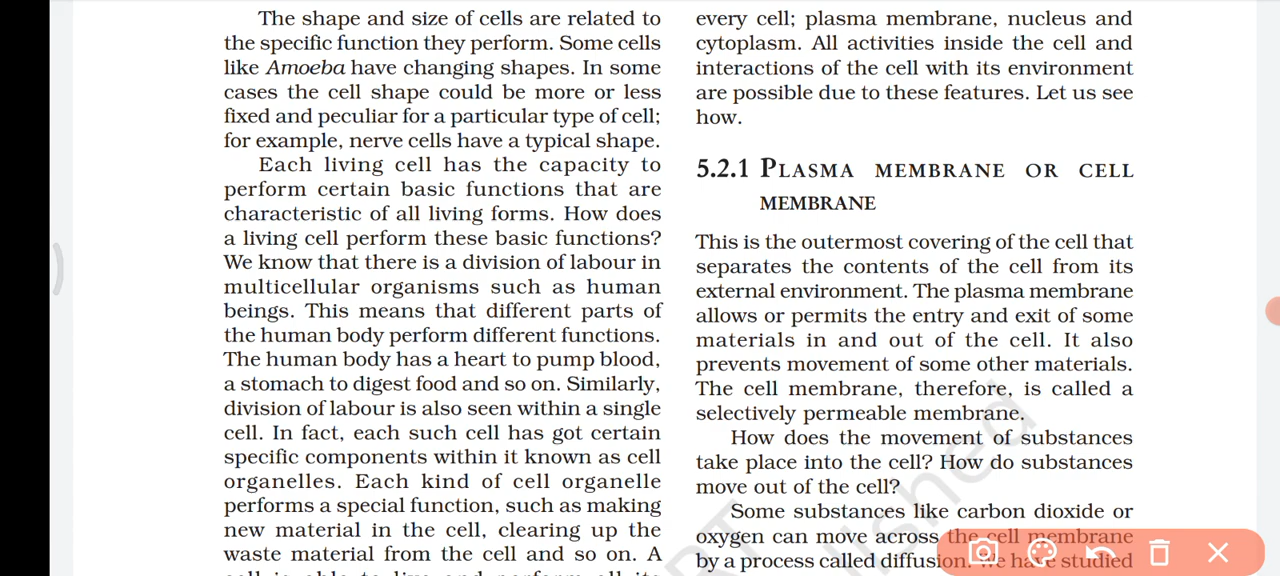 The shape and size of cells are related to
the specific function they perform. Some cells
like Amoeba have changing shapes. In some
cases the cell shape could be more or less
fixed and peculiar for a particular type of cell;
for example, nerve cells have a typical shape.
Each living cell has the capacity to
perform certain basic functions that are
characteristic of all living forms. How does
a living cell perform these basic functions?
We know that there is a division of labour in
multicellular organisms such as human
beings. This means that different parts of
the human body perform different functions.
The human body has a heart to pump blood,
a stomach to digest food and so on. Similarly,
division of labour is also seen within a single
cell. In fact, each such cell has got certain
specific components within it known as cell
organelles. Each kind of cell organelle
performs a special function, such as making
new material in the cell, clearing up the
waste material from the cell and so on. A
every cell; plasma membrane, nucleus and
cytoplasm. All activities inside the cell and
interactions of the cell with its environment
are possible due to these features. Let us see
how.
5.2.1 PLASMA MEMBRANE OR CELL
MEMBRANE
This is the outermost covering of the cell that
separates the contents of the cell from its
external environment. The plasma membrane
allows or permits the entry and exit of some
materials in and out of the cell. It also
prevents movement of some other materials.
The cell membrane, therefore, is called a
selectively permeable membrane.
How does the movement of substances
take place into the cell? How do substances
move out of the cell?
Some substances like carbon dioxide or
oxygen can move across the cell membrane
by a process called diffusion. We have studied